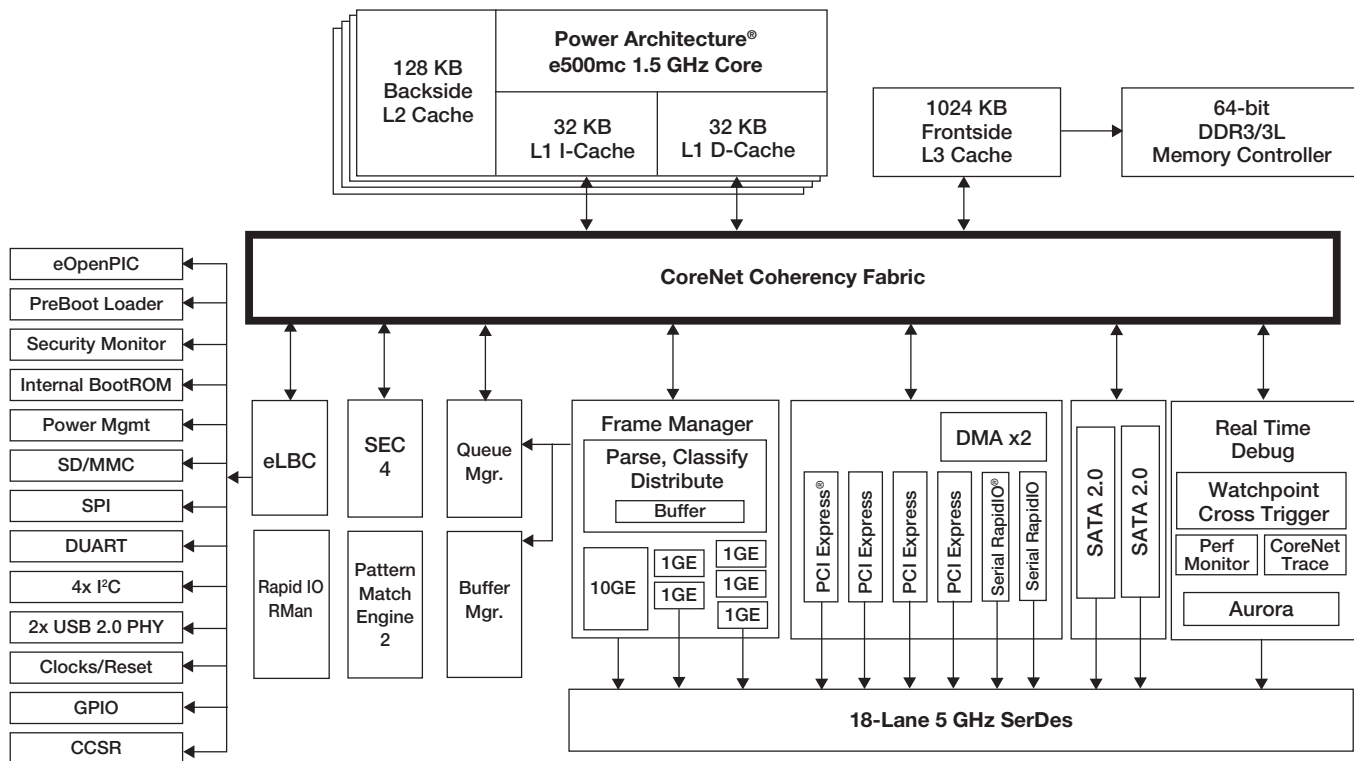 Power Architecture®
e500mc 1.5 GHz Core
128 KB
Backside
L2 Cache
32 KB
L1 I-Cache
32 KB
L1 D-Cache
1024 KB
Frontside
L3 Cache
64-bit
DDR3/3L
Memory Controller
CoreNet Coherency Fabric
eOpenPIC
PreBoot Loader
Security Monitor
Internal BootROM
Power Mgmt
SD/MMC
SPI
DUART
4x I²C
2x USB 2.0 PHY
Clocks/Reset
GPIO
CCSR
eLBC
SEC
4
Queue
Mgr.
Rapid IO
RMan
Pattern
Match
Engine
2
Buffer
Mgr.
Frame Manager
Parse, Classify
Distribute
Buffer
10GE
1GE
1GE
1GE
1GE
1GE
DMA x2
PCI Express®
PCI Express
PCI Express
PCI Express
Serial RapidIO®
Serial RapidIO
SATA 2.0
SATA 2.0
Real Time
Debug
Watchpoint
Cross Trigger
Perf
Monitor
CoreNet
Trace
Aurora
18-Lane 5 GHz SerDes